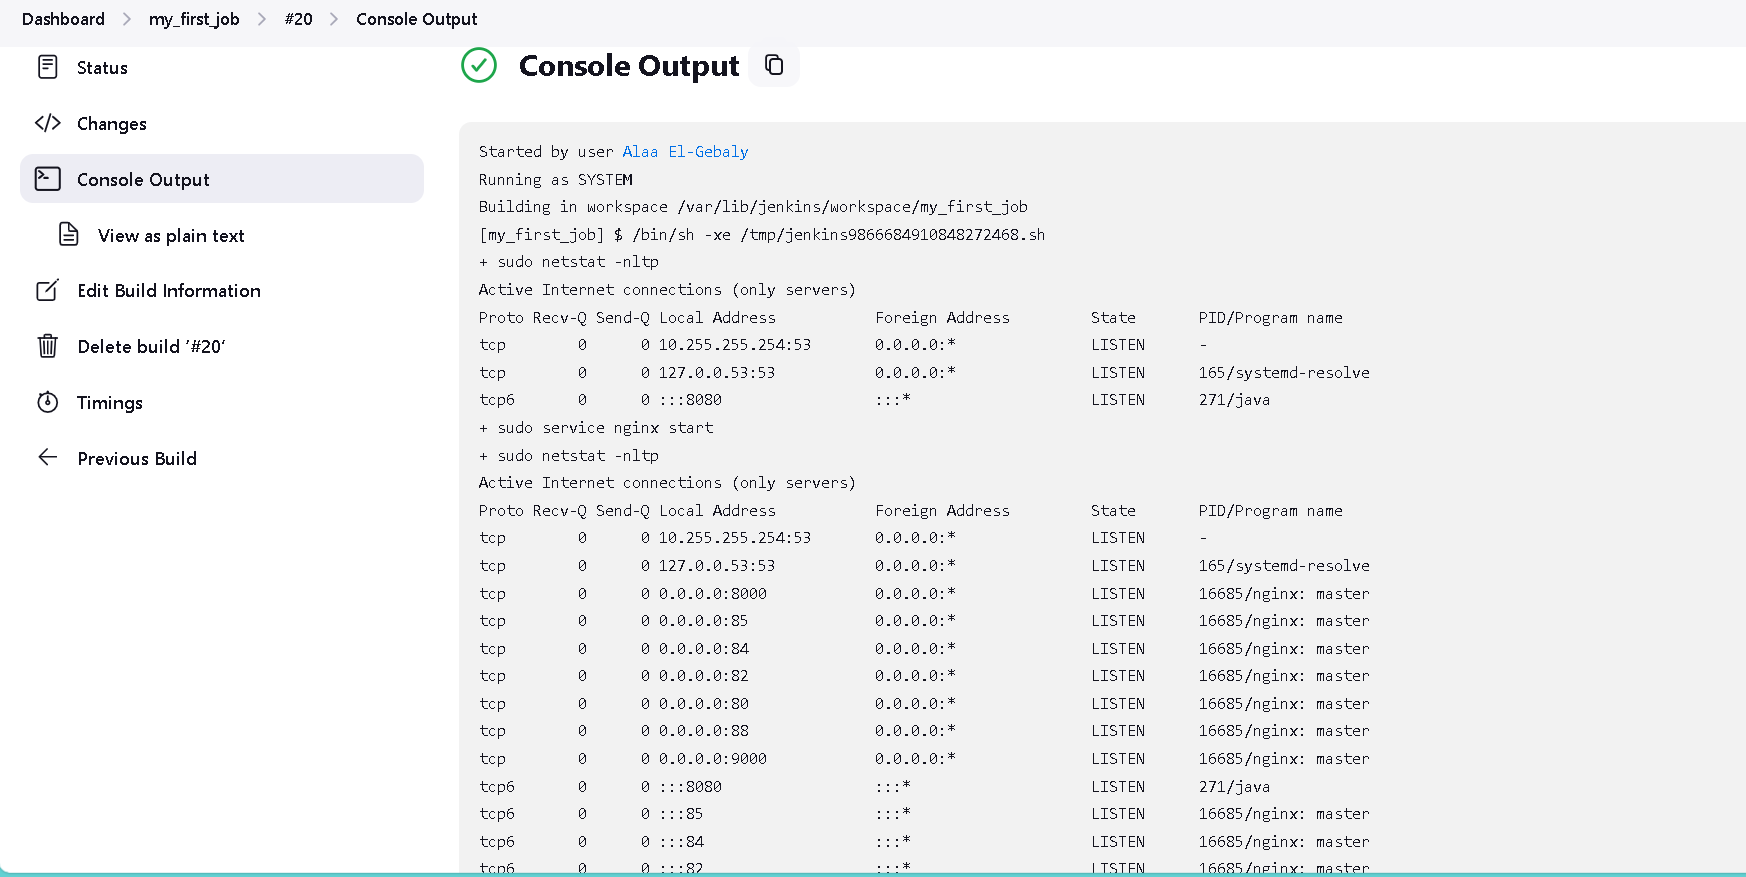 Dashboard > my_first_job > #20 > Console Output
Status
Changes
Console Output
View as plain text
Edit Build Information
Delete build ‘#20’
Timings
Previous Build
Console Output
Started by user Alaa El-Gebaly
Running as SYSTEM
Building in workspace /var/lib/jenkins/workspace/my_first_job
[my_first_job] $ /bin/sh -xe /tmp/jenkins9866684910848272468.sh
+ sudo netstat -nltp
Active Internet connections (only servers)
Proto Recv-Q Send-Q Local Address           Foreign Address         State       PID/Program name
tcp        0      0 10.255.255.254:53       0.0.0.0:*               LISTEN      -
tcp        0      0 127.0.0.53:53           0.0.0.0:*               LISTEN      165/systemd-resolve
tcp6       0      0 :::8080                 :::*                    LISTEN      271/java
+ sudo service nginx start
+ sudo netstat -nltp
Active Internet connections (only servers)
Proto Recv-Q Send-Q Local Address           Foreign Address         State       PID/Program name
tcp        0      0 10.255.255.254:53       0.0.0.0:*               LISTEN      -
tcp        0      0 127.0.0.53:53           0.0.0.0:*               LISTEN      165/systemd-resolve
tcp        0      0 0.0.0.0:8000            0.0.0.0:*               LISTEN      16685/nginx: master
tcp        0      0 0.0.0.0:85              0.0.0.0:*               LISTEN      16685/nginx: master
tcp        0      0 0.0.0.0:84              0.0.0.0:*               LISTEN      16685/nginx: master
tcp        0      0 0.0.0.0:82              0.0.0.0:*               LISTEN      16685/nginx: master
tcp        0      0 0.0.0.0:80              0.0.0.0:*               LISTEN      16685/nginx: master
tcp        0      0 0.0.0.0:88              0.0.0.0:*               LISTEN      16685/nginx: master
tcp        0      0 0.0.0.0:9000            0.0.0.0:*               LISTEN      16685/nginx: master
tcp6       0      0 :::8080                 :::*                    LISTEN      271/java
tcp6       0      0 :::85                   :::*                    LISTEN      16685/nginx: master
tcp6       0      0 :::84                   :::*                    LISTEN      16685/nginx: master
tcp6       0      0 :::82                   :::*                    LISTEN      16685/nginx: master